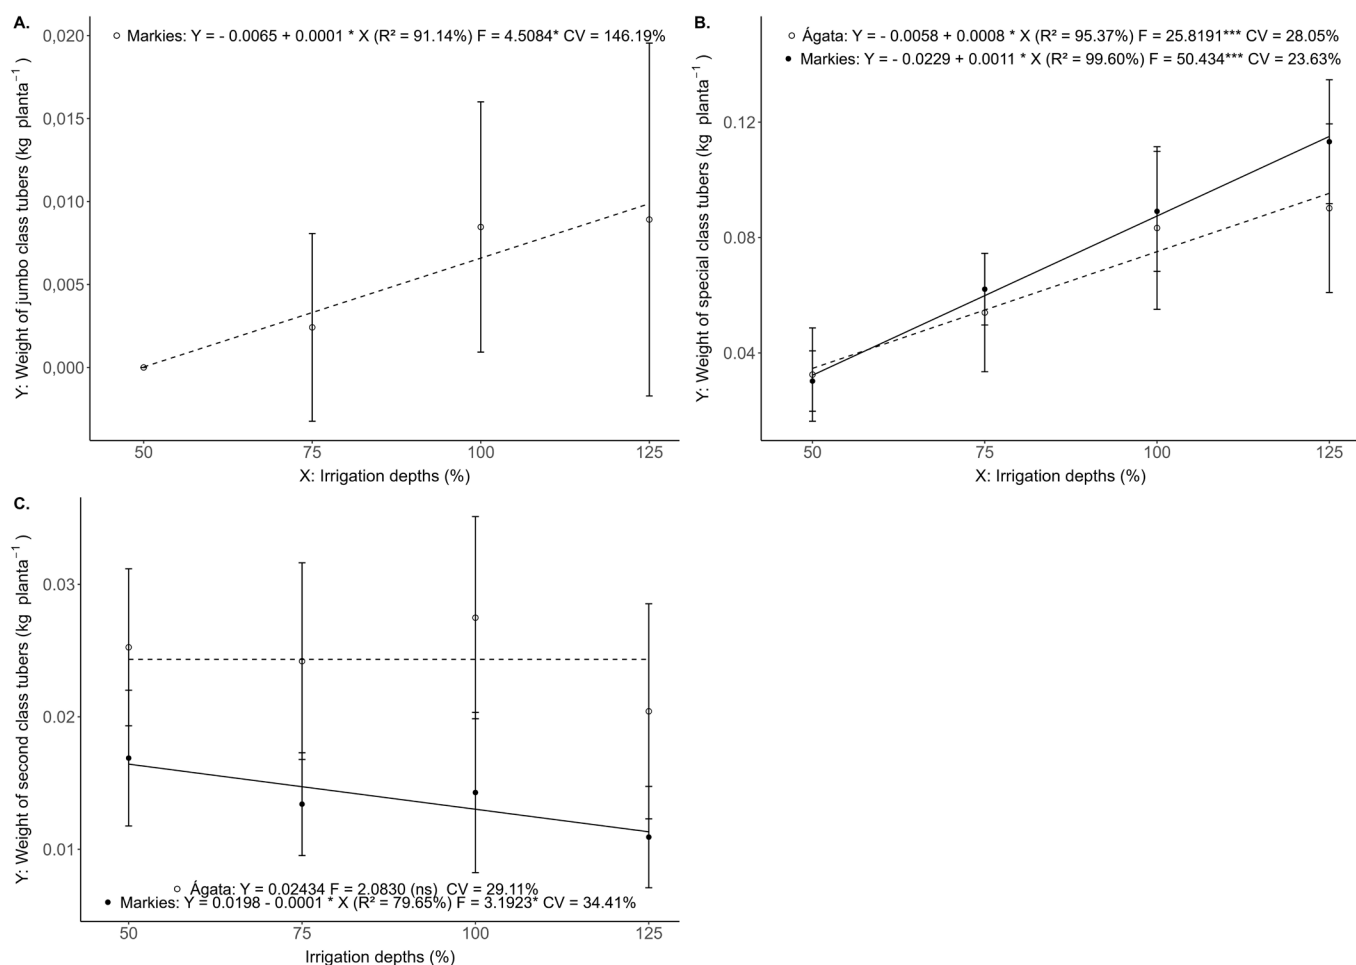 A.
Markies: Y = - 0.0065 + 0.0001 * X (R² = 91.14%) F = 4.5084* CV = 146.19%
Y: Weight of jumbo class tubers (kg planta⁻¹ )
0,020
0,015
0,010
0,005
0,000
50 75 100 125
X: Irrigation depths (%)
B.
Ágata: Y = - 0.0058 + 0.0008 * X (R² = 95.37%) F = 25.8191*** CV = 28.05%
Markies: Y = - 0.0229 + 0.0011 * X (R² = 99.60%) F = 50.434*** CV = 23.63%
Y: Weight of special class tubers (kg planta⁻¹ )
0.12
0.08
0.04
50 75 100 125
X: Irrigation depths (%)
C.
Y: Weight of second class tubers (kg planta⁻¹ )
0.03
0.02
0.01
Ágata: Y = 0.02434 F = 2.0830 (ns) CV = 29.11%
Markies: Y = 0.0198 - 0.0001 * X (R² = 79.65%) F = 3.1923* CV = 34.41%
50 75 100 125
Irrigation depths (%)